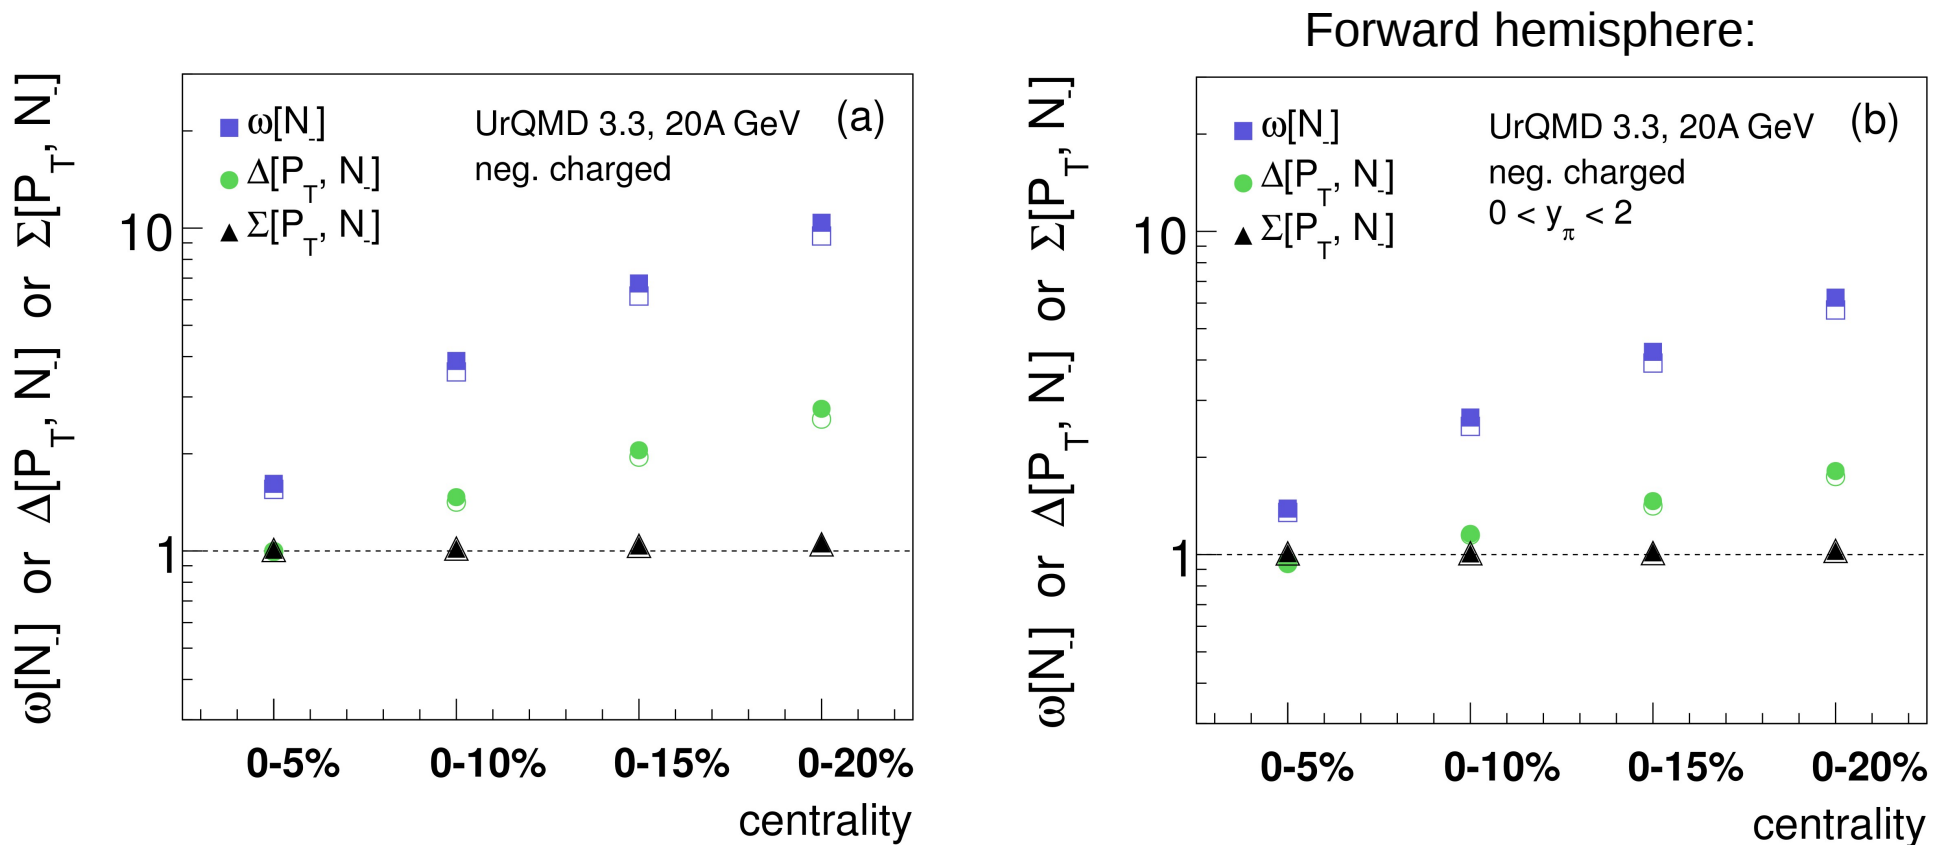 Forward hemisphere:
ω[N-] or Δ[PT, N-] or Σ[PT, N-]
ω[N-]
Δ[PT, N-]
Σ[PT, N-]
UrQMD 3.3, 20A GeV
neg. charged
(a)
10
1
0-5% 0-10% 0-15% 0-20%
centrality
ω[N-] or Δ[PT, N-] or Σ[PT, N-]
ω[N-]
Δ[PT, N-]
Σ[PT, N-]
UrQMD 3.3, 20A GeV
neg. charged
0 < yπ < 2
(b)
10
1
0-5% 0-10% 0-15% 0-20%
centrality